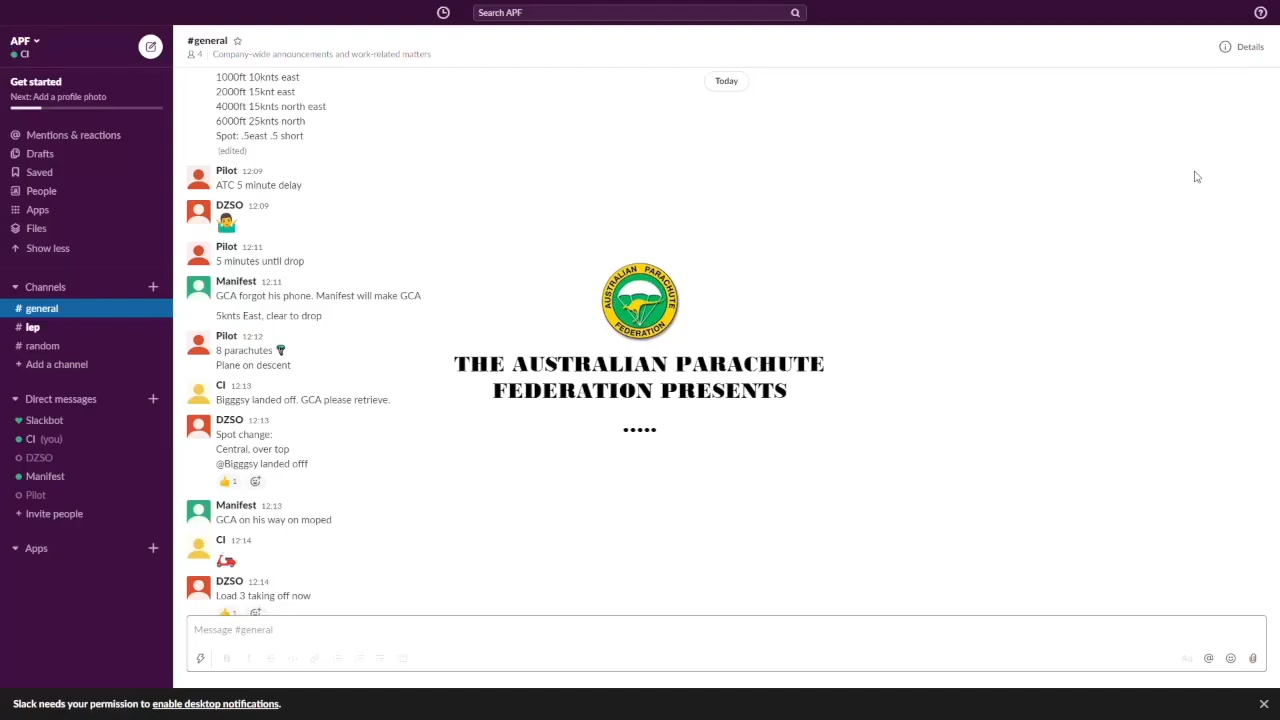 Search APF
APF
CI
Get started
Next: Add a profile photo
Mentions & reactions
Drafts
Saved
People
Apps
Files
Show less
Channels
# general
# lep
# random
+ Add a channel
Direct messages
Slackbot
CI (you)
DZSO
Manifest
Pilot
+ Invite people
Apps
#general
4 | Company-wide announcements and work-related matters
Details
Today
1000ft 10knts east
2000ft 15knt east
4000ft 15knts north east
6000ft 25knts north
Spot: .5east .5 short
(edited)
Pilot 12:09
ATC 5 minute delay
DZSO 12:09
Pilot 12:11
5 minutes until drop
Manifest 12:11
GCA forgot his phone. Manifest will make GCA
5knts East, clear to drop
Pilot 12:12
8 parachutes
Plane on descent
CI 12:13
Bigggsy landed off. GCA please retrieve.
DZSO 12:13
Spot change:
Central, over top
@Bigggsy landed offf
1
Manifest 12:13
GCA on his way on moped
CI 12:14
DZSO 12:14
Load 3 taking off now
1
AUSTRALIAN PARACHUTE
FEDERATION
THE AUSTRALIAN PARACHUTE
FEDERATION PRESENTS
.....
Message #general
Slack needs your permission to enable desktop notifications.